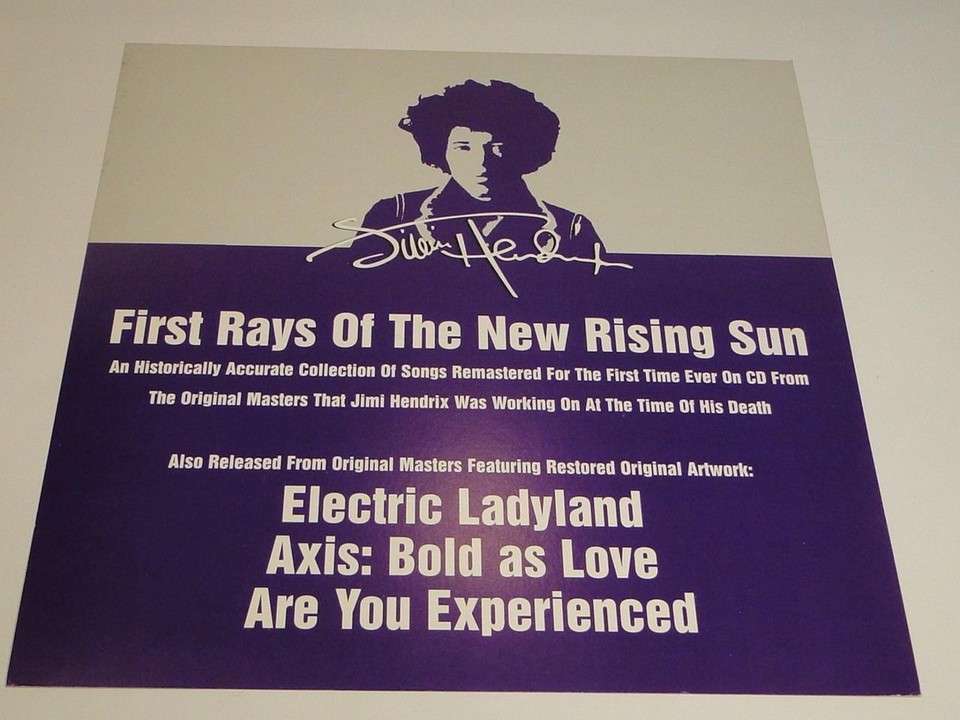 Jimi Hendrix
First Rays Of The New Rising Sun
An Historically Accurate Collection Of Songs Remastered For The First Time Ever On CD From
The Original Masters That Jimi Hendrix Was Working On At The Time Of His Death
Also Released From Original Masters Featuring Restored Original Artwork:
Electric Ladyland
Axis: Bold as Love
Are You Experienced